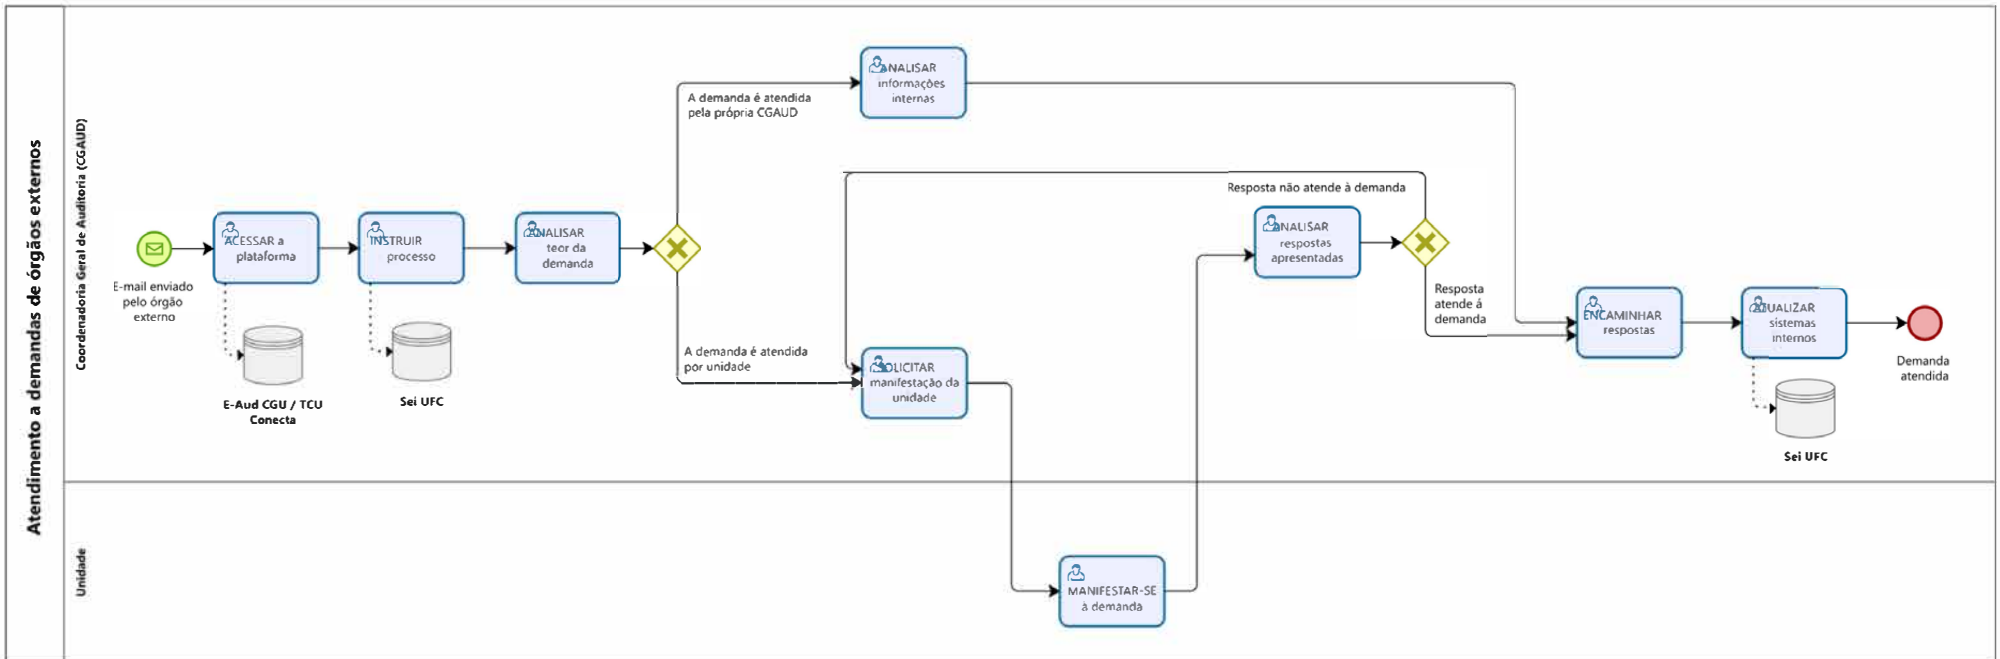 Atendimento a demandas de órgãos externos
Coordenadoria Geral de Auditoria (CGAUD)
E-mail enviado
pelo órgão
externo
ACESSAR a
plataforma
E-Aud CGU / TCU
Conecta
INSTRUIR
processo
Sei UFC
ANALISAR
teor da
demanda
A demanda é atendida
pela própria CGAUD
ANALISAR
informações
internas
A demanda é atendida
por unidade
SOLICITAR
manifestação da
unidade
Resposta não atende à demanda
ANALISAR
respostas
apresentadas
Resposta
atende á
demanda
ENCAMINHAR
respostas
ATUALIZAR
sistemas
internos
Sei UFC
Demanda
atendida
Unidade
MANIFESTAR-SE
à demanda